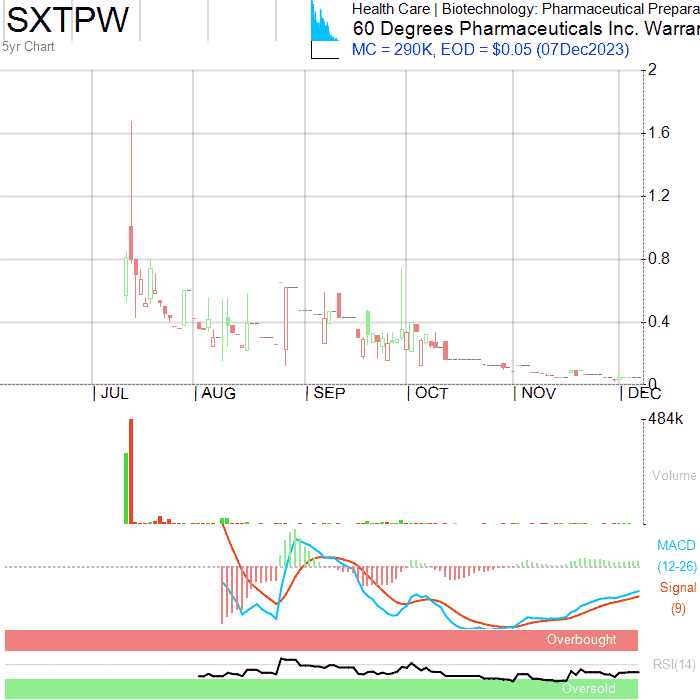 SXTPW
5yr Chart
Health Care | Biotechnology: Pharmaceutical Prepara
60 Degrees Pharmaceuticals Inc. Warran
MC = 290K, EOD = $0.05 (07Dec2023)
2
1.6
1.2
0.8
0.4
0
JUL AUG SEP OCT NOV DEC
484k
Volume
MACD
(12-26)
Signal
(9)
Overbought
RSI(14)
Oversold